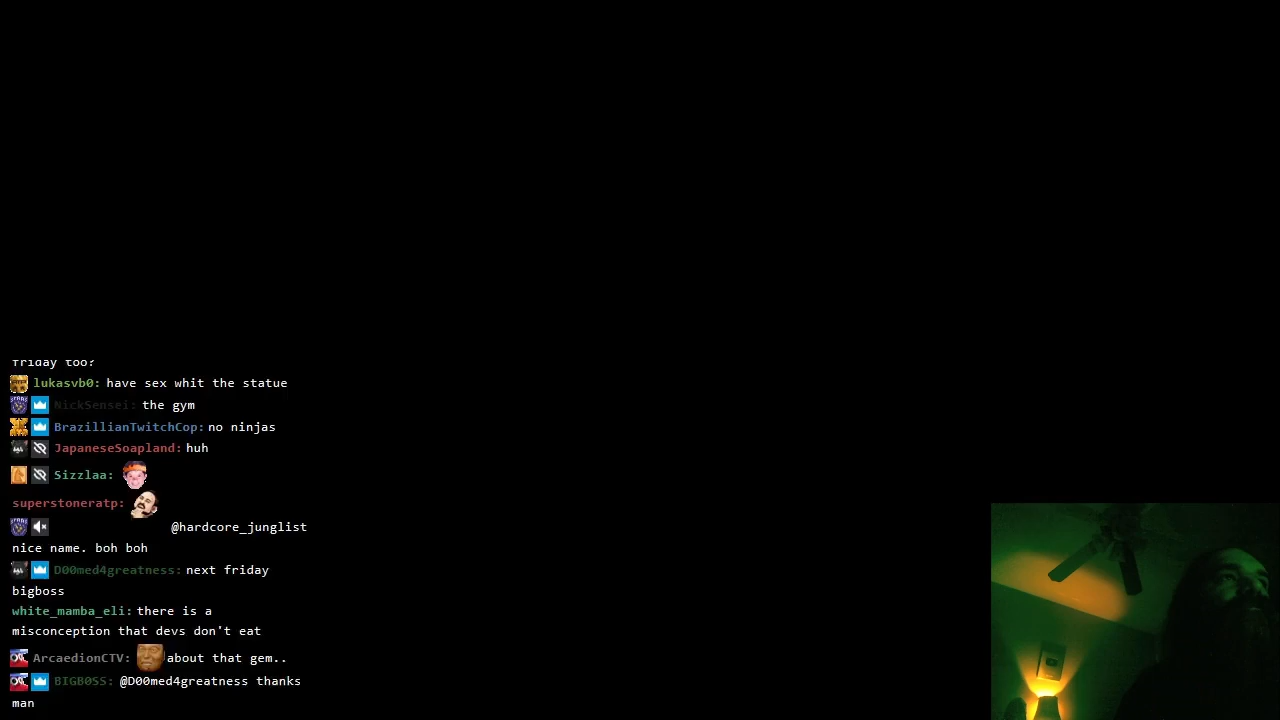 friday too?
lukasvb0: have sex whit the statue
NickSensei: the gym
BrazillianTwitchCop: no ninjas
JapaneseSoapland: huh
Sizzlaa:
superstoneratp:
@hardcore_junglist
nice name. boh boh
D00med4greatness: next friday
bigboss
white_mamba_eli: there is a
misconception that devs don't eat
ArcaedionCTV: about that gem..
BIGB0SS: @D00med4greatness thanks
man